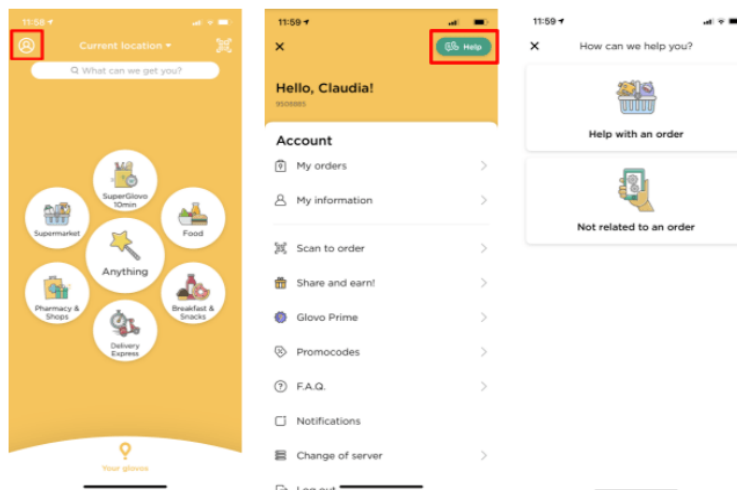 11:58
Current location
What can we get you?
SuperGlovo
10min
Supermarket
Food
Anything
Pharmacy &
Shops
Breakfast &
Snacks
Delivery
Express
Your glovos
11:59
Help
Hello, Claudia!
9508885
Account
My orders
My information
Scan to order
Share and earn!
Glovo Prime
Promocodes
F.A.Q.
Notifications
Change of server
Log out
11:59
How can we help you?
Help with an order
Not related to an order